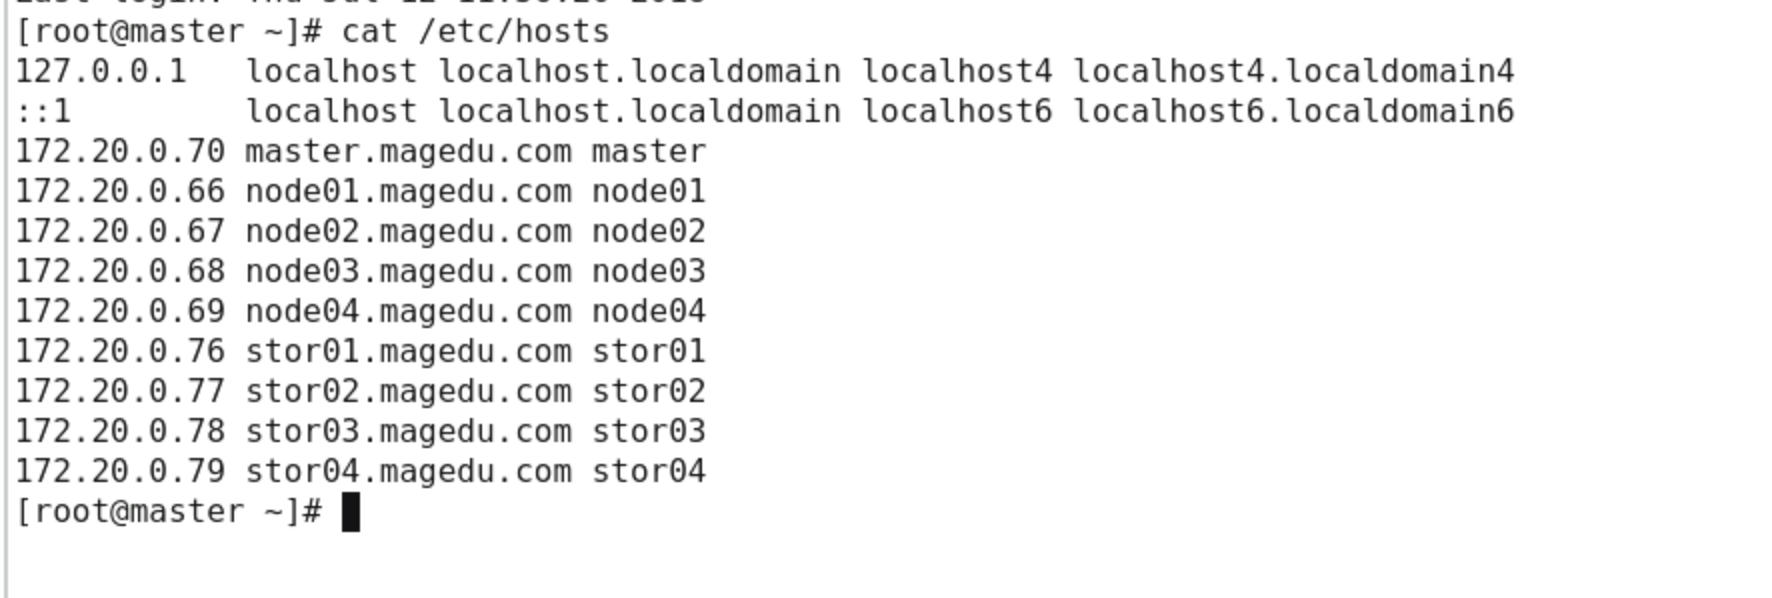 [root@master ~]# cat /etc/hosts
127.0.0.1   localhost localhost.localdomain localhost4 localhost4.localdomain4
::1         localhost localhost.localdomain localhost6 localhost6.localdomain6
172.20.0.70 master.magedu.com master
172.20.0.66 node01.magedu.com node01
172.20.0.67 node02.magedu.com node02
172.20.0.68 node03.magedu.com node03
172.20.0.69 node04.magedu.com node04
172.20.0.76 stor01.magedu.com stor01
172.20.0.77 stor02.magedu.com stor02
172.20.0.78 stor03.magedu.com stor03
172.20.0.79 stor04.magedu.com stor04
[root@master ~]#